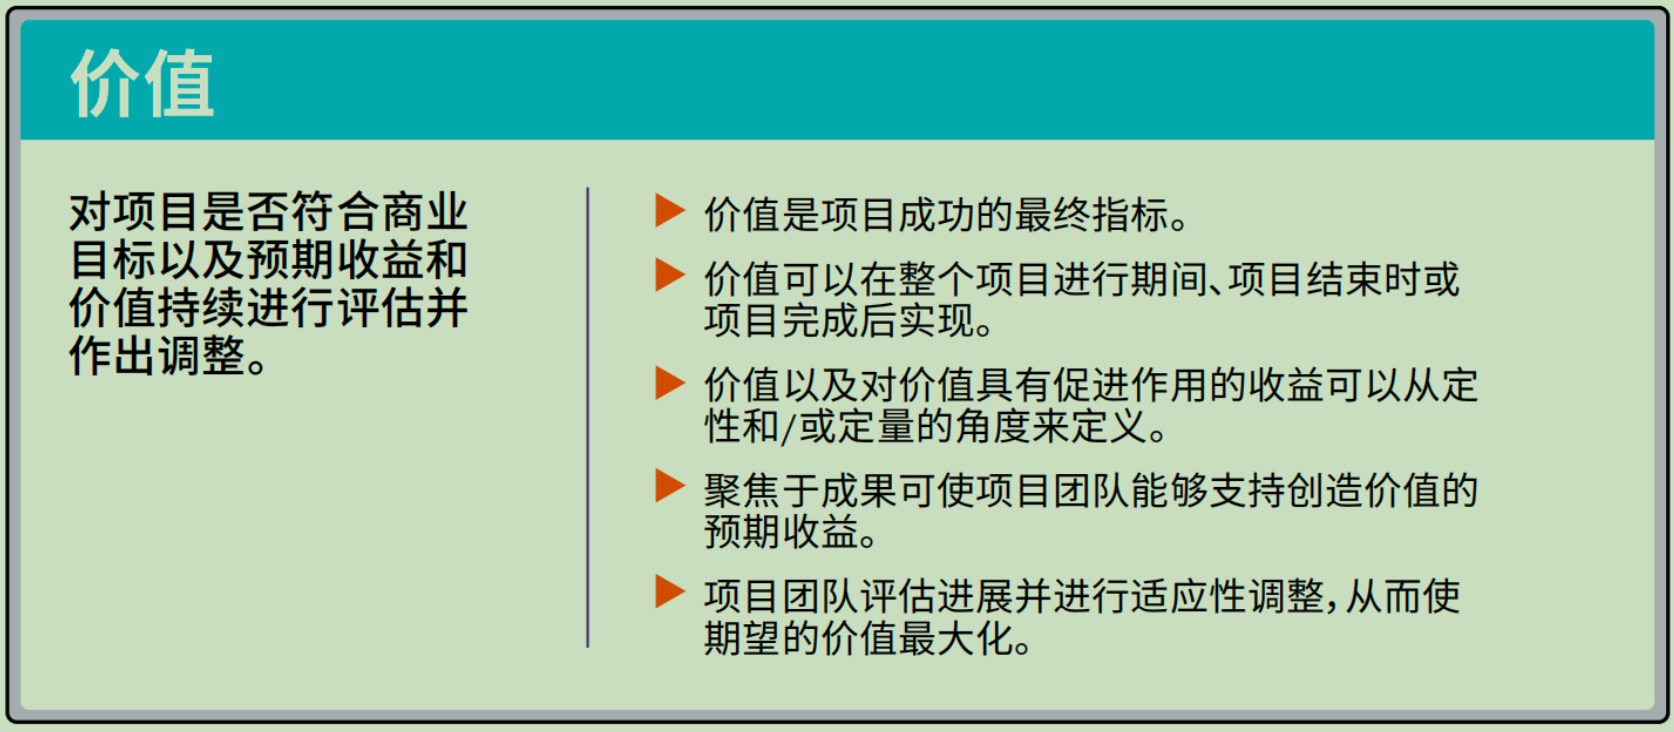 价值
对项目是否符合商业
目标以及预期收益和
价值持续进行评估并
作出调整。
价值是项目成功的最终指标。
价值可以在整个项目进行期间、项目结束时或
项目完成后实现。
价值以及对价值具有促进作用的收益可以从定
性和/或定量的角度来定义。
聚焦于成果可使项目团队能够支持创造价值的
预期收益。
项目团队评估进展并进行适应性调整，从而使
期望的价值最大化。